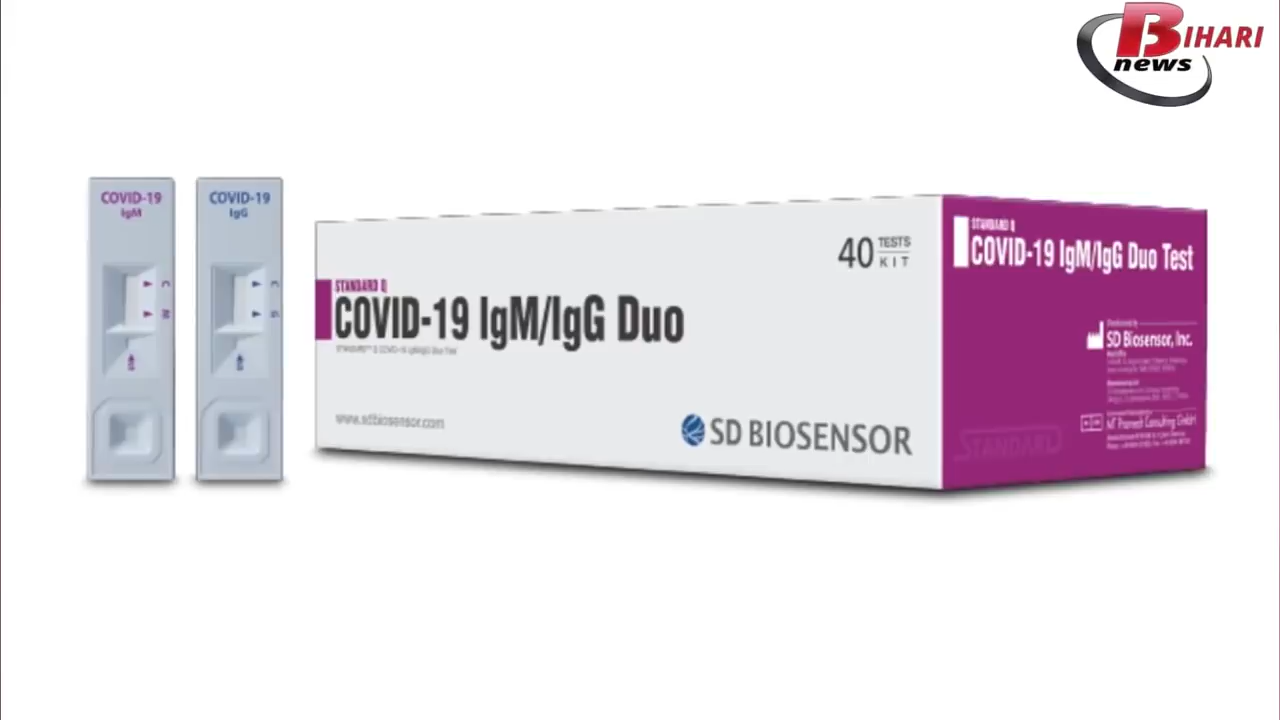 BIHARI
news
COVID-19
IgM
COVID-19
IgG
C
C
G
40 TESTS
KIT
STANDARD Q
COVID-19 IgM/IgG Duo
www.sdbiosensor.com
SD BIOSENSOR
STANDARD Q
COVID-19 IgM/IgG Duo Test
SD Biosensor, Inc.
STANDARD